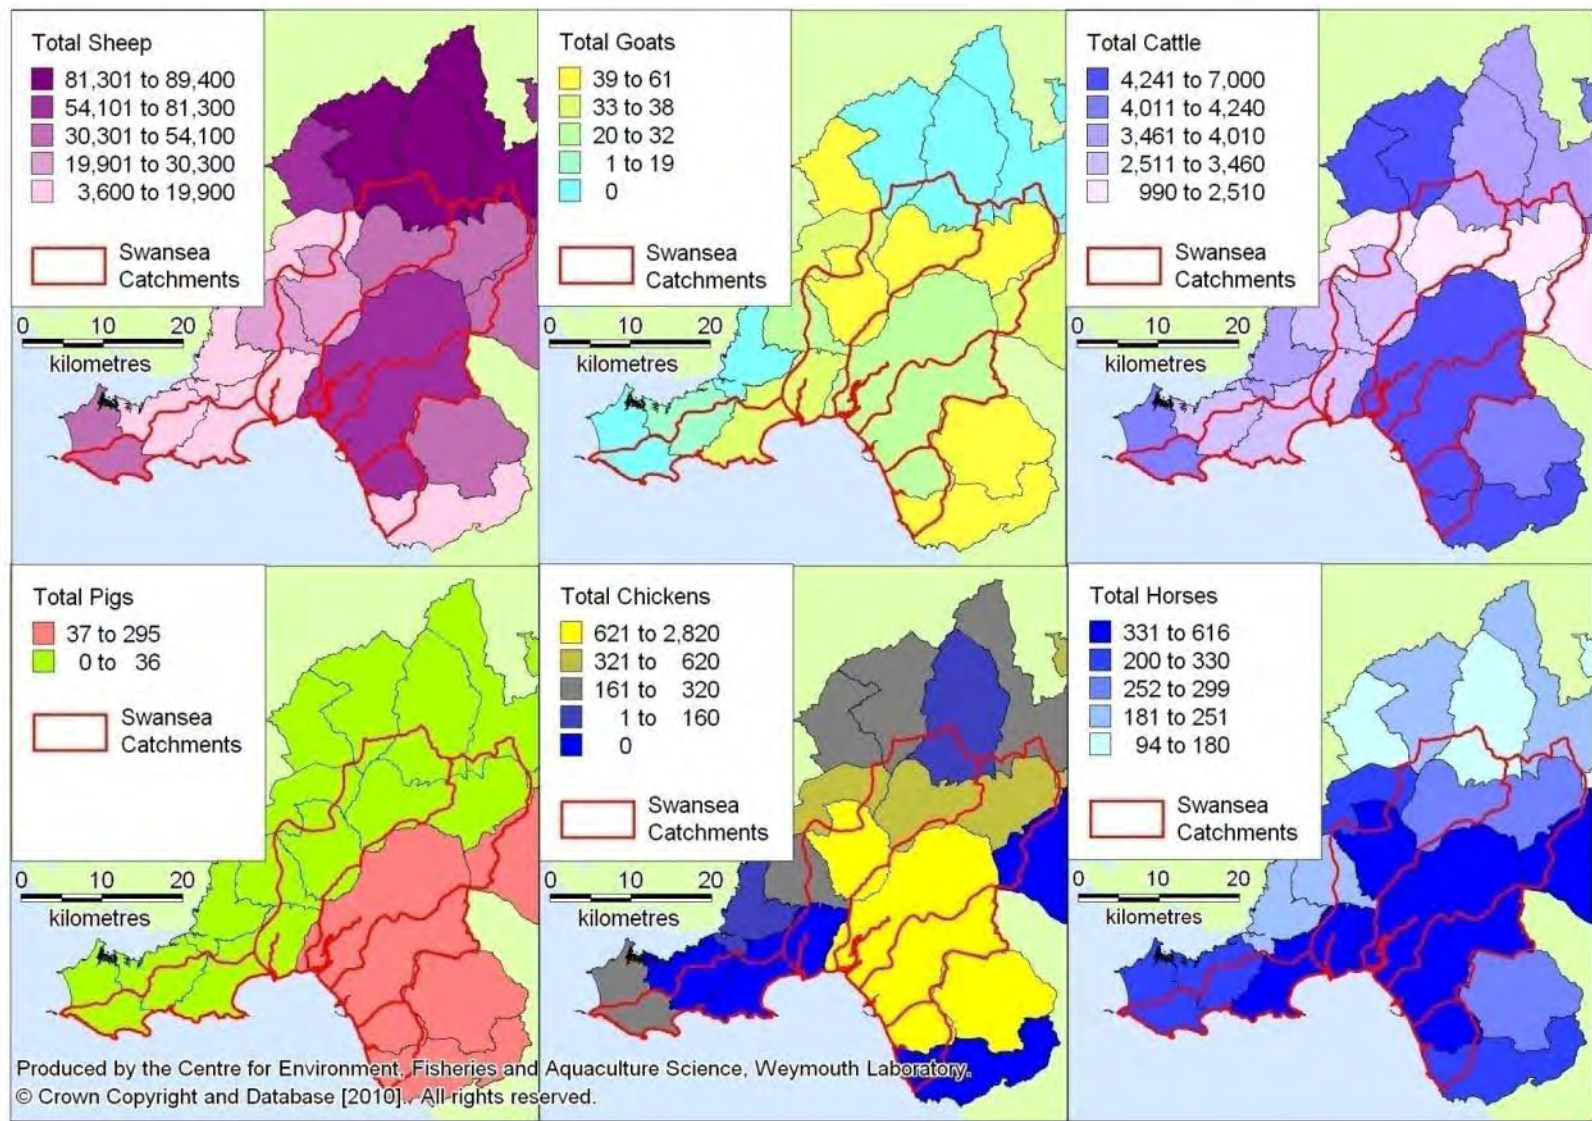 Total Sheep
81,301 to 89,400
54,101 to 81,300
30,301 to 54,100
19,901 to 30,300
3,600 to 19,900
Swansea
Catchments
0 10 20
kilometres
Total Goats
39 to 61
33 to 38
20 to 32
1 to 19
0
Swansea
Catchments
0 10 20
kilometres
Total Cattle
4,241 to 7,000
4,011 to 4,240
3,461 to 4,010
2,511 to 3,460
990 to 2,510
Swansea
Catchments
0 10 20
kilometres
Total Pigs
37 to 295
0 to 36
Swansea
Catchments
0 10 20
kilometres
Total Chickens
621 to 2,820
321 to 620
161 to 320
1 to 160
0
Swansea
Catchments
0 10 20
kilometres
Total Horses
331 to 616
200 to 330
252 to 299
181 to 251
94 to 180
Swansea
Catchments
0 10 20
kilometres
Produced by the Centre for Environment, Fisheries and Aquaculture Science, Weymouth Laboratory.
© Crown Copyright and Database [2010]. All rights reserved.